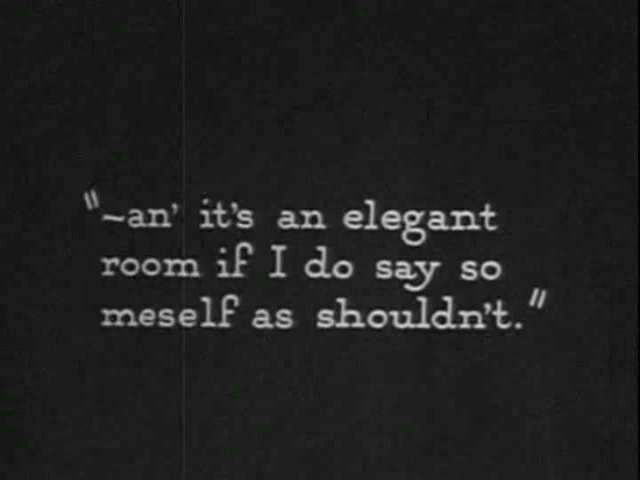 "—an' it's an elegant
room if I do say so
meself as shouldn't."